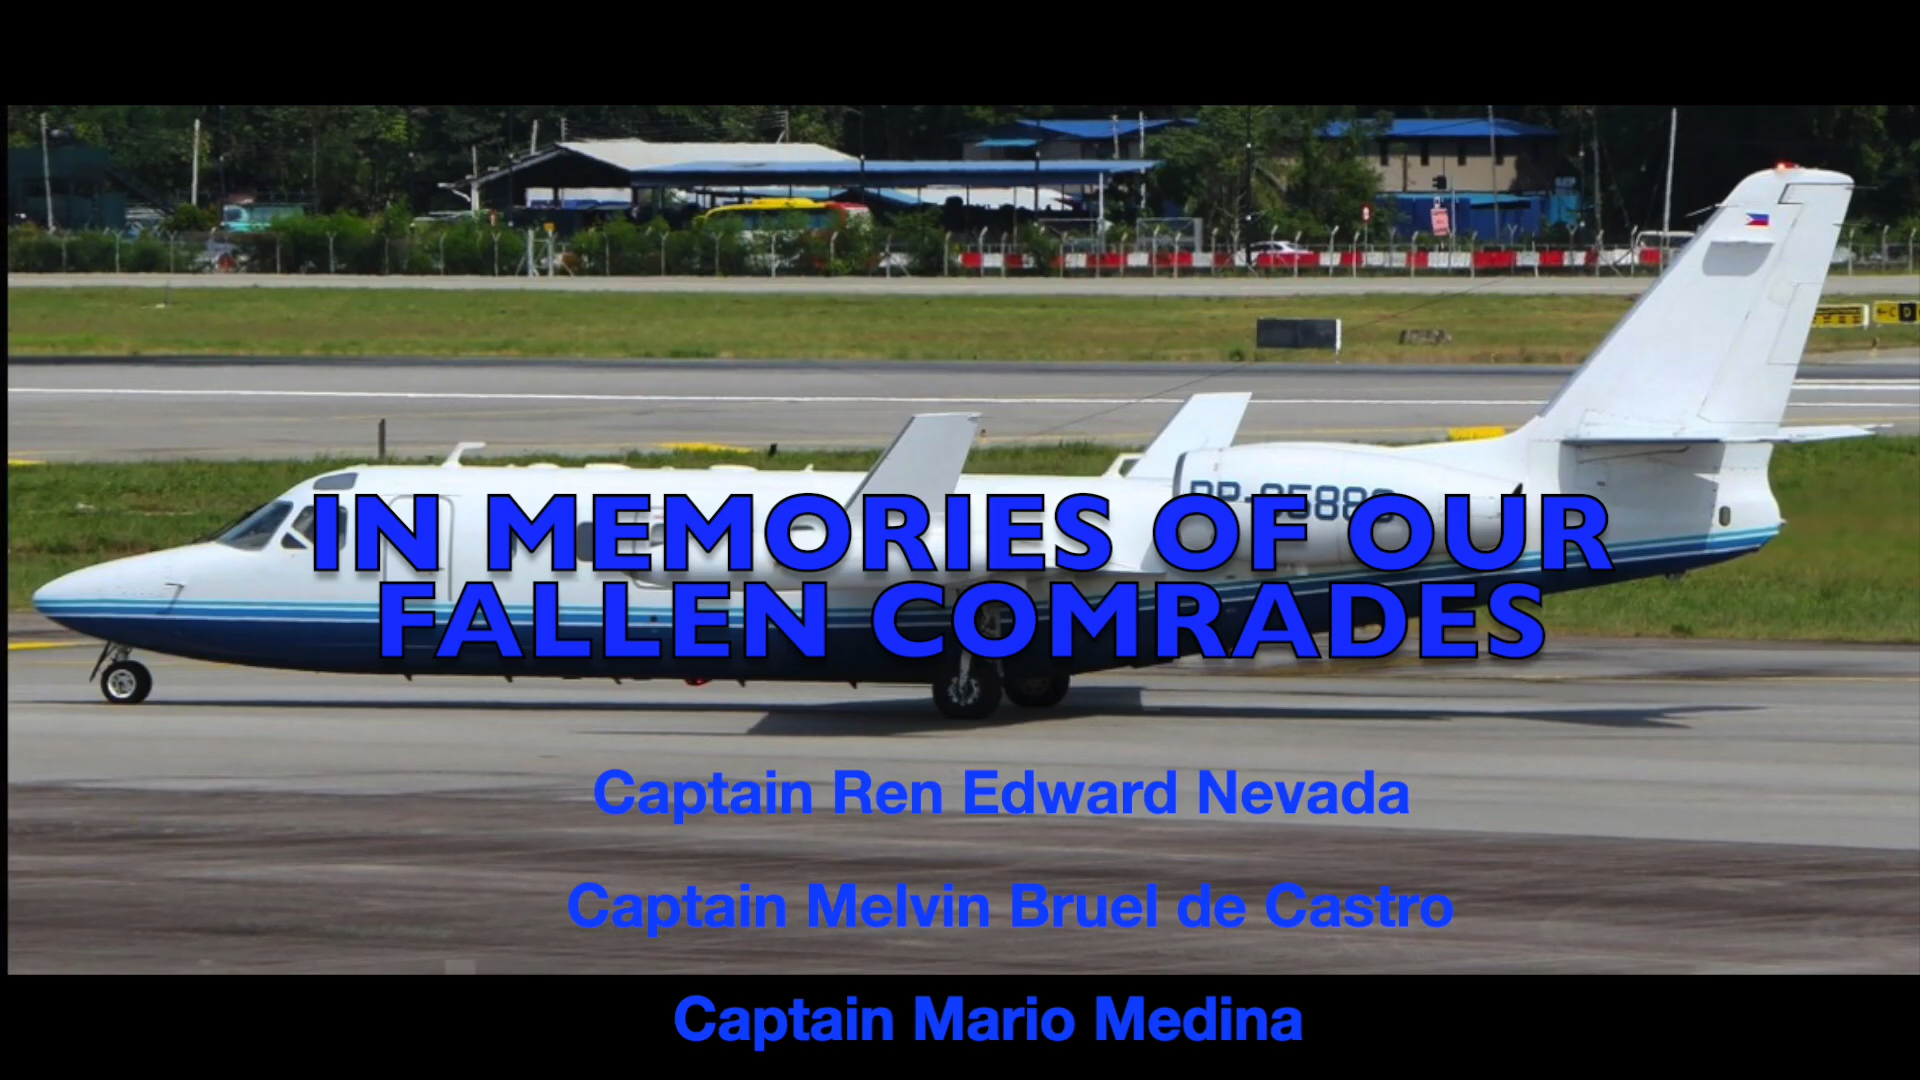 IN MEMORIES OF OUR
FALLEN COMRADES
Captain Ren Edward Nevada
Captain Melvin Bruel de Castro
Captain Mario Medina